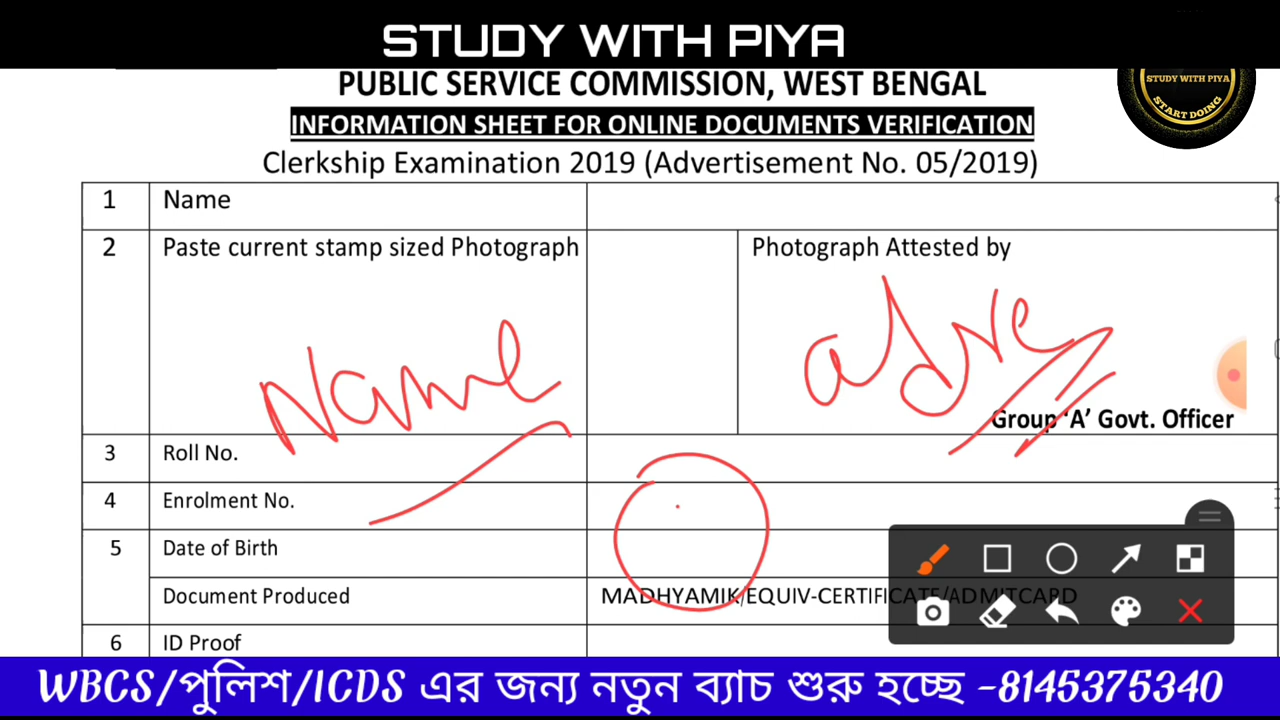 STUDY WITH PIYA
PUBLIC SERVICE COMMISSION, WEST BENGAL
STUDY WITH PIYA
START DOING
INFORMATION SHEET FOR ONLINE DOCUMENTS VERIFICATION
Clerkship Examination 2019 (Advertisement No. 05/2019)
1 Name
2 Paste current stamp sized Photograph Photograph Attested by
Name
Group 'A' Govt. Officer
3 Roll No.
4 Enrolment No.
5 Date of Birth
Document Produced MADHYAMIK/EQUIV-CERTIFICATE/ADMITCARD
6 ID Proof
WBCS/পুলিশ/ICDS এর জন্য নতুন ব্যাচ শুরু হচ্ছে -8145375340